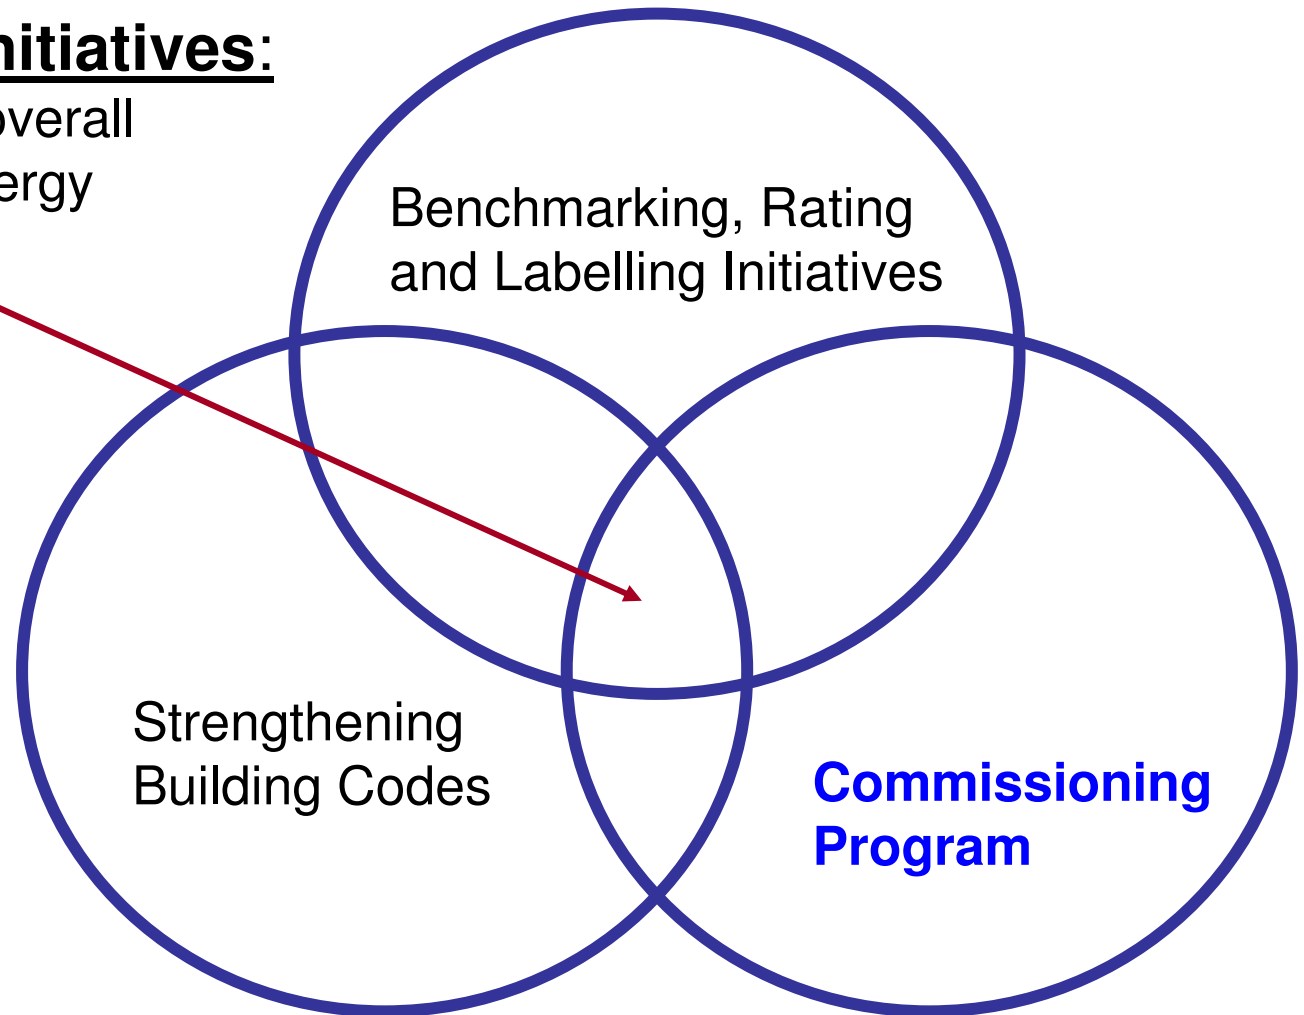 nitiatives:
overall
ergy
Benchmarking, Rating
and Labelling Initiatives
Strengthening
Building Codes
Commissioning
Program